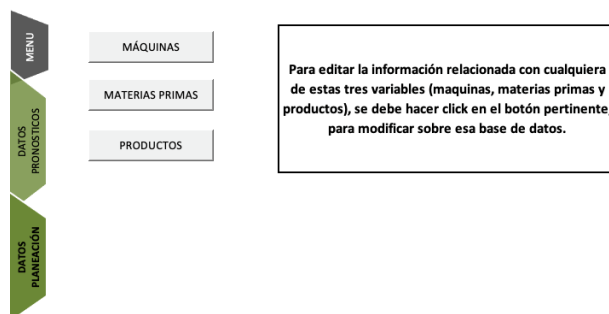 MENU
DATOS
PRONOSTICOS
DATOS
PLANEACIÓN
MÁQUINAS
MATERIAS PRIMAS
PRODUCTOS
Para editar la información relacionada con cualquiera
de estas tres variables (maquinas, materias primas y
productos), se debe hacer click en el botón pertinente,
para modificar sobre esa base de datos.